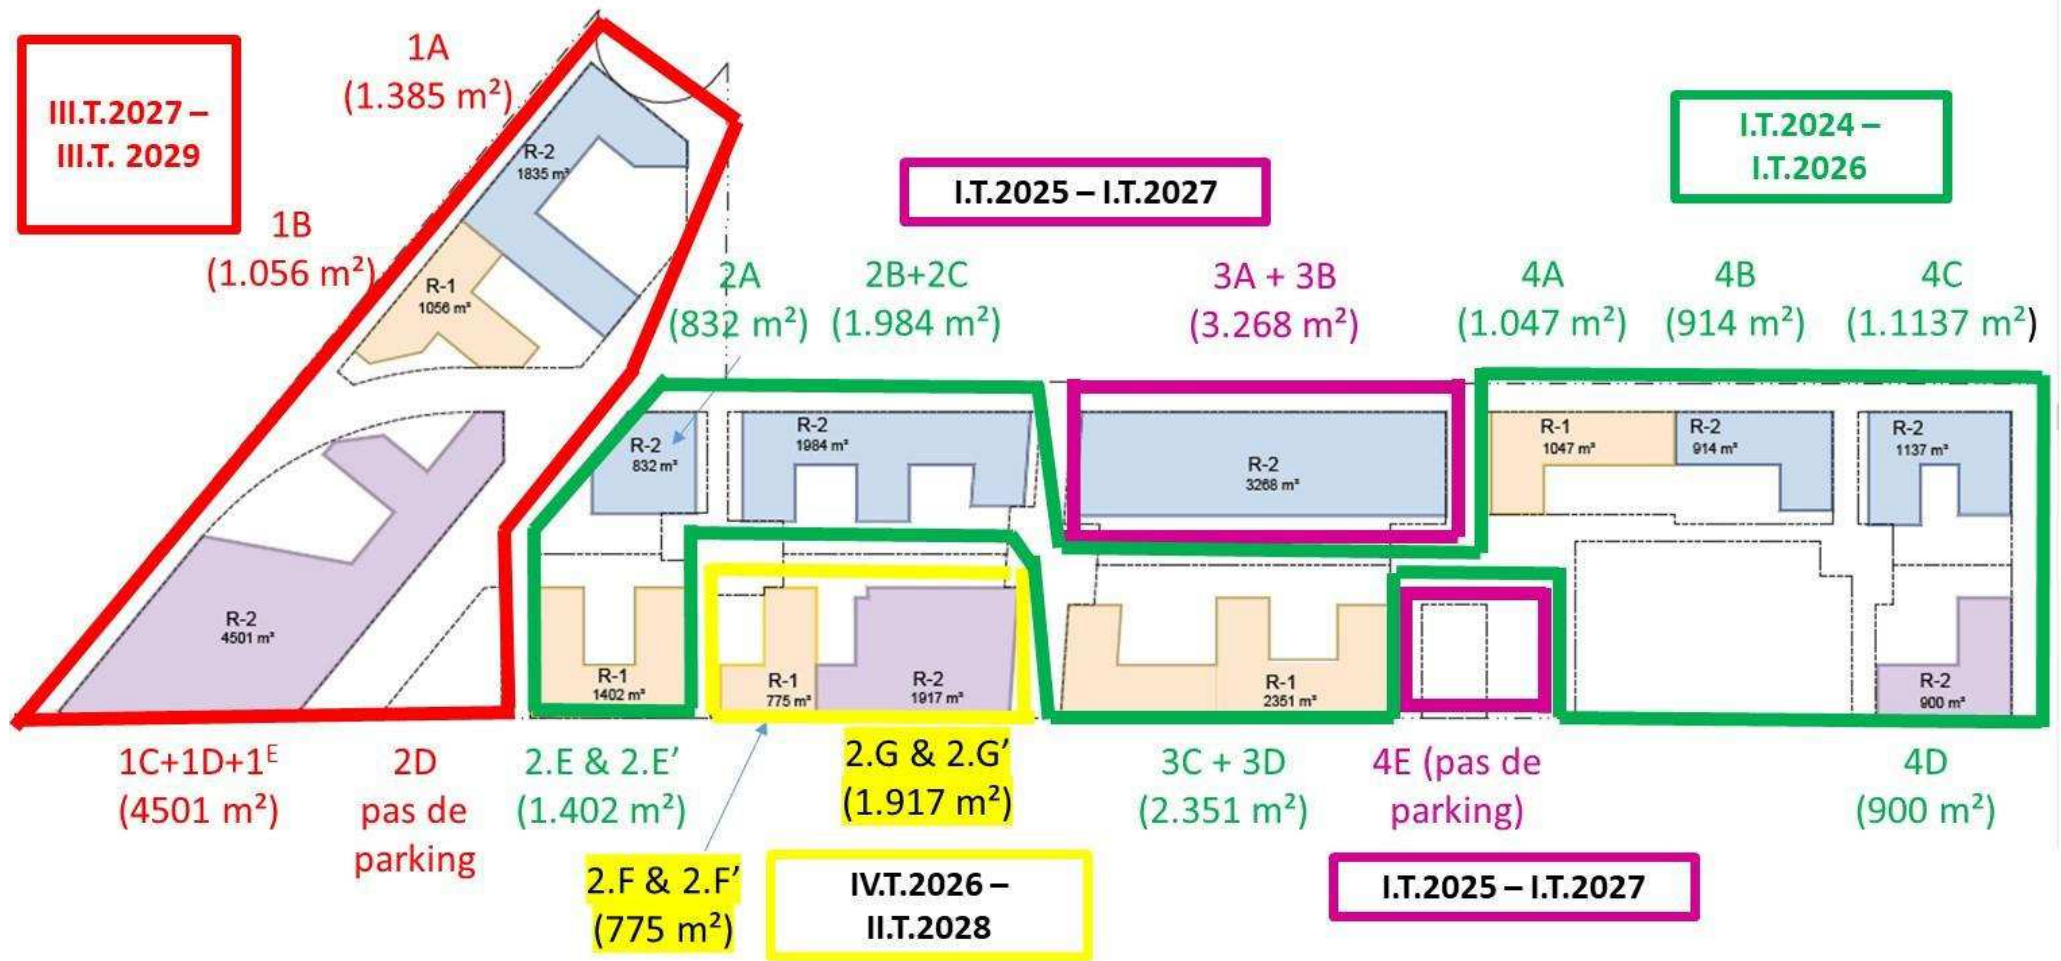 III.T.2027 –
III.T. 2029
1A
(1.385 m²)
1B
(1.056 m²)
I.T.2025 – I.T.2027
I.T.2024 –
I.T.2026
2A
(832 m²)
2B+2C
(1.984 m²)
3A + 3B
(3.268 m²)
4A
(1.047 m²)
4B
(914 m²)
4C
(1.1137 m²)
R-2
1835 m²
R-1
1056 m²
R-2
4501 m²
R-2
832 m²
R-2
1984 m²
R-2
3268 m²
R-1
1047 m²
R-2
914 m²
R-2
1137 m²
R-1
1402 m²
R-1
775 m²
R-2
1917 m²
R-1
2351 m²
R-2
900 m²
1C+1D+1ᴱ
(4501 m²)
2D
pas de
parking
2.E & 2.E’
(1.402 m²)
2.F & 2.F’
(775 m²)
2.G & 2.G’
(1.917 m²)
IV.T.2026 –
II.T.2028
3C + 3D
(2.351 m²)
4E (pas de
parking)
I.T.2025 – I.T.2027
4D
(900 m²)